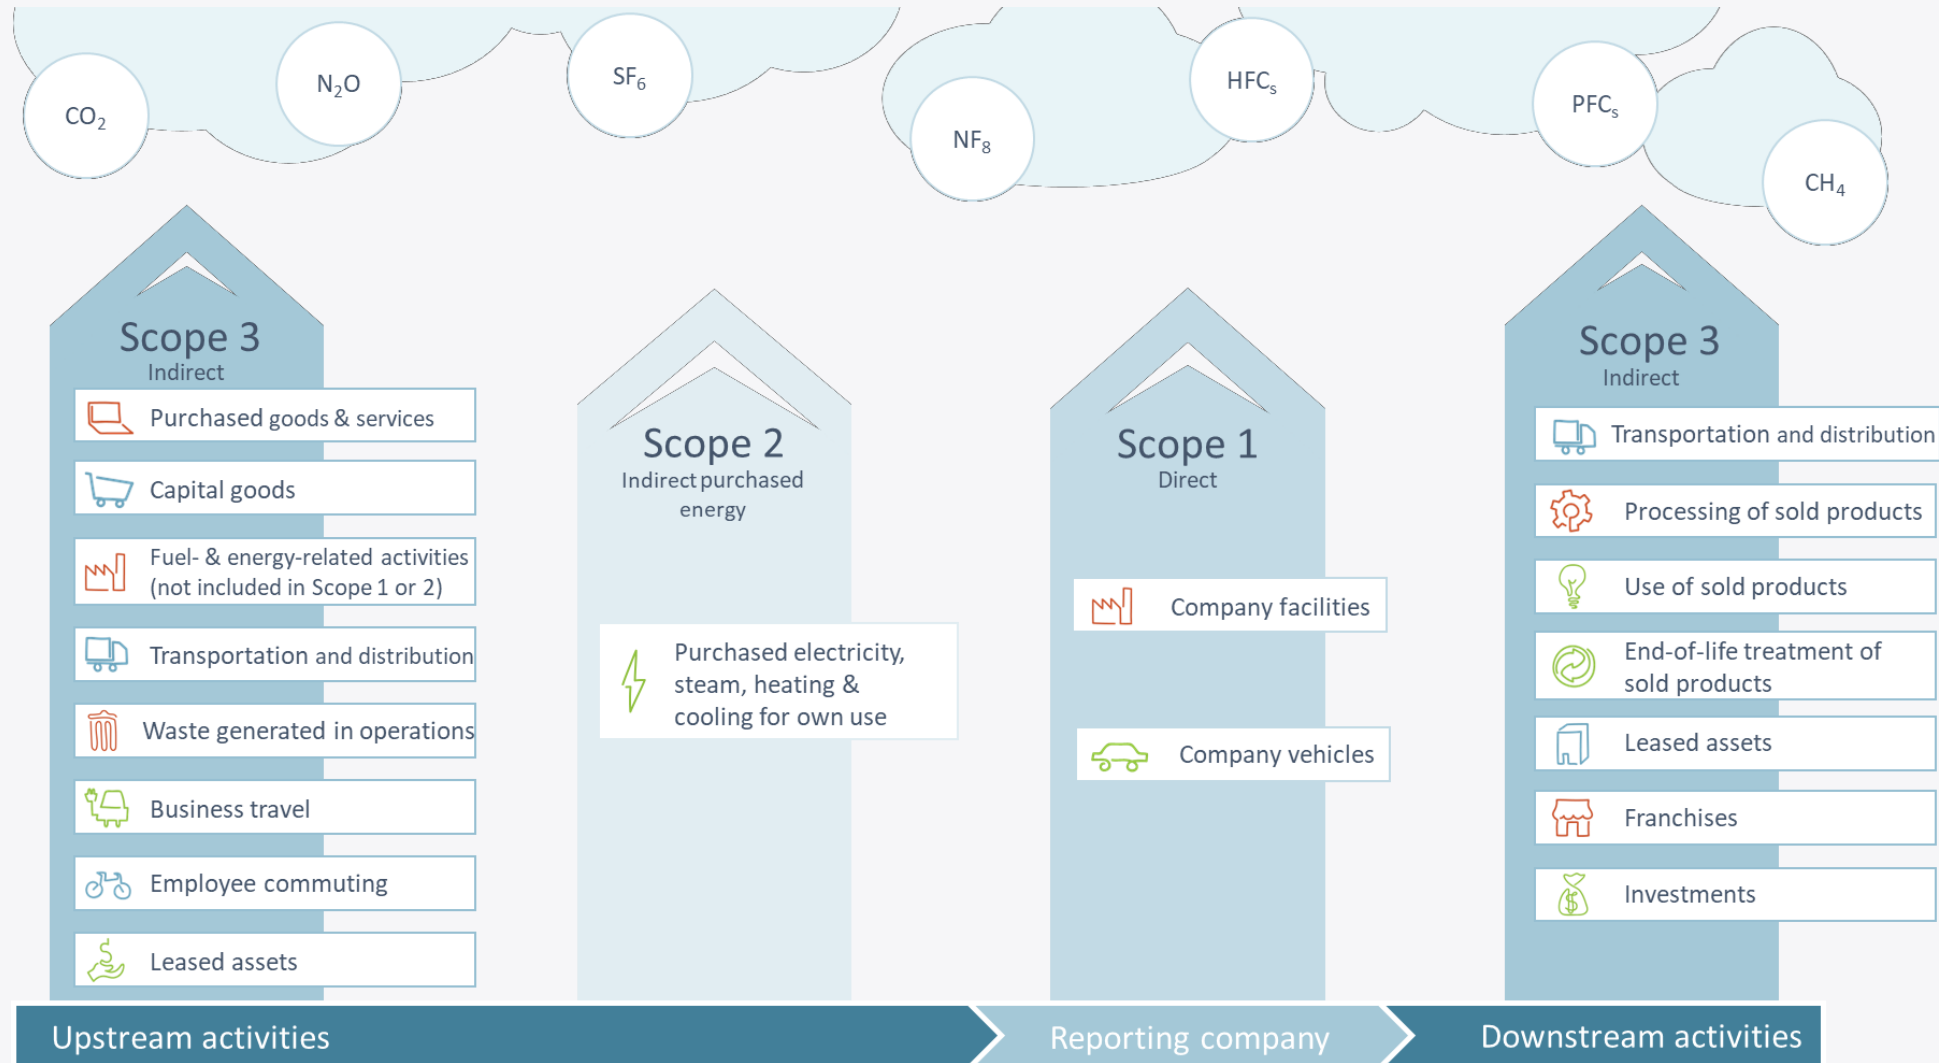 CO₂
N₂O
SF₆
NF₈
HFCₛ
PFCₛ
CH₄
Scope 3
Indirect
Purchased goods & services
Capital goods
Fuel- & energy-related activities
(not included in Scope 1 or 2)
Transportation and distribution
Waste generated in operations
Business travel
Employee commuting
Leased assets
Scope 2
Indirect purchased
energy
Purchased electricity,
steam, heating &
cooling for own use
Scope 1
Direct
Company facilities
Company vehicles
Scope 3
Indirect
Transportation and distribution
Processing of sold products
Use of sold products
End-of-life treatment of
sold products
Leased assets
Franchises
Investments
Upstream activities
Reporting company
Downstream activities